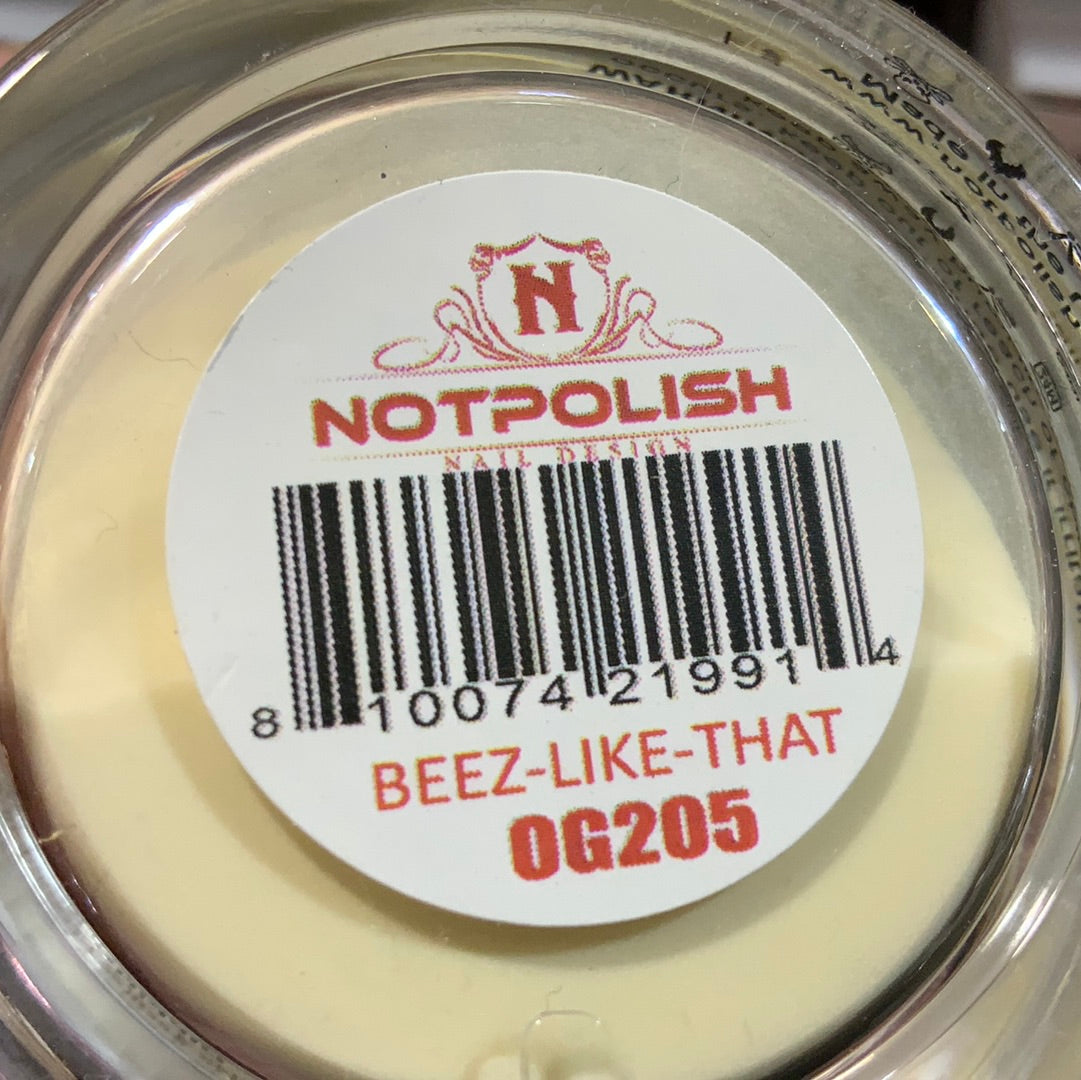 N
NOTPOLISH
NAIL DESIGN
8 10074 21991 4
BEEZ-LIKE-THAT
OG205